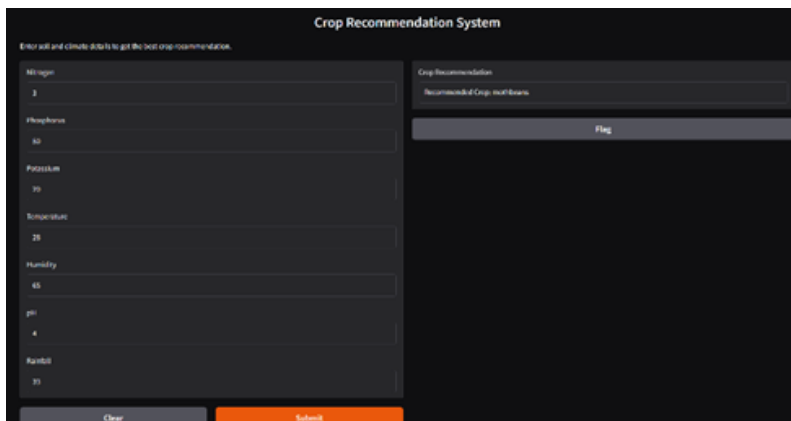 Crop Recommendation System
Enter soil and climate details to get the best crop recommendation.
Nitrogen
3
Phosphorus
Potassium
Temperature
Humidity
65
pH
4
Rainfall
Clear
Submit
Crop Recommendation
Recommended Crop: mothbeans
Flag